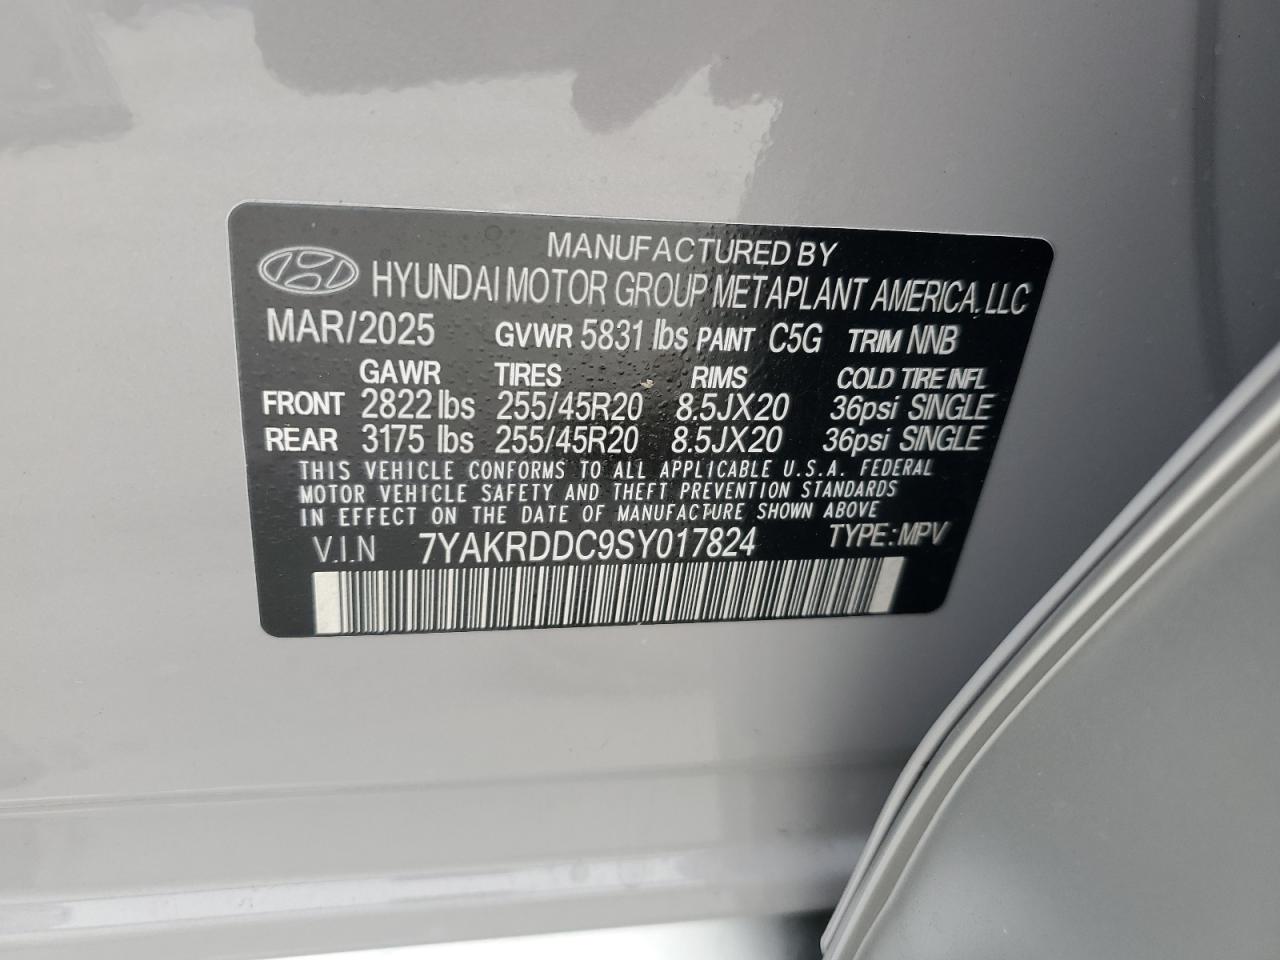 MANUFACTURED BY
HYUNDAI MOTOR GROUP METAPLANT AMERICA, LLC
MAR/2025 GVWR 5831 lbs PAINT C5G TRIM NNB
GAWR TIRES RIMS COLD TIRE INFL
FRONT 2822 lbs 255/45R20 8.5JX20 36psi SINGLE
REAR 3175 lbs 255/45R20 8.5JX20 36psi SINGLE
THIS VEHICLE CONFORMS TO ALL APPLICABLE U.S.A. FEDERAL
MOTOR VEHICLE SAFETY AND THEFT PREVENTION STANDARDS
IN EFFECT ON THE DATE OF MANUFACTURE SHOWN ABOVE
V.I.N 7YAKRDDC9SY017824 TYPE:MPV